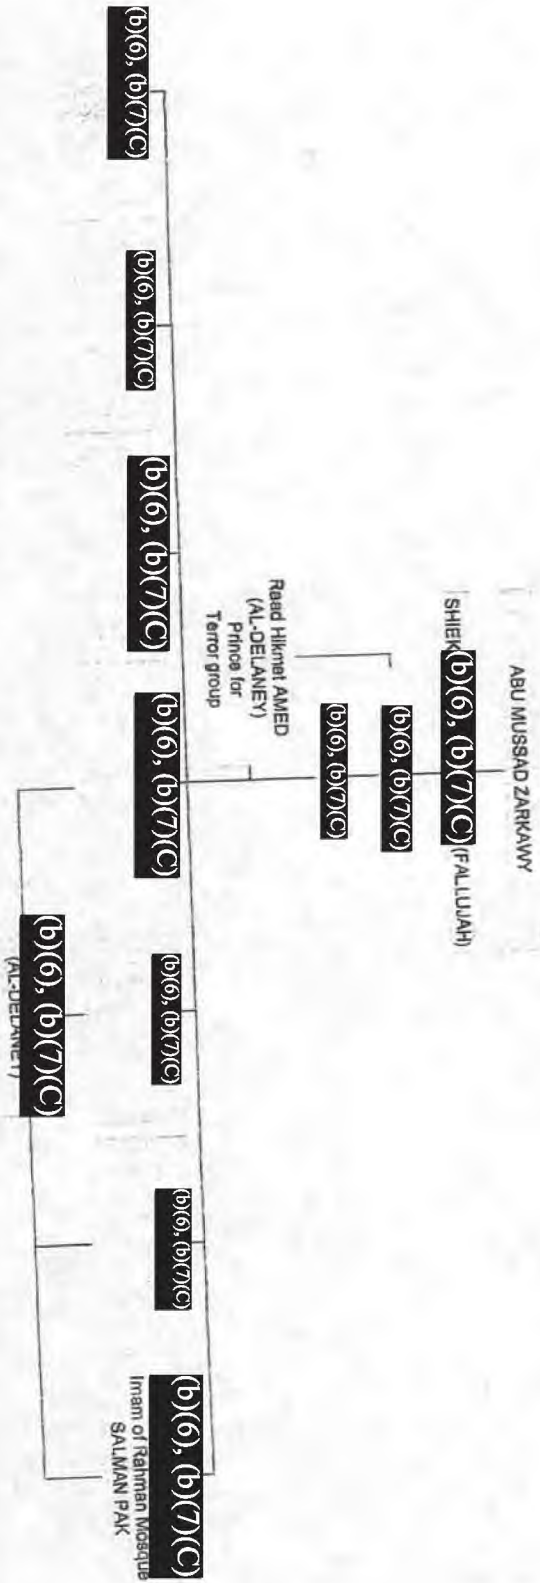 ABU MUSSAD ZARKAWY
SHIEK (b)(6), (b)(7)(C) (FALLUJAH)
(b)(6), (b)(7)(C)
(b)(6), (b)(7)(C)
Raad Hikmet AMED
(AL-DELANEY)
Prince for
Terror group
(b)(6), (b)(7)(C)
(b)(6), (b)(7)(C)
(b)(6), (b)(7)(C)
(b)(6), (b)(7)(C)
(b)(6), (b)(7)(C)
(b)(6), (b)(7)(C)
(b)(6), (b)(7)(C)
Imam of Rahman Mosque
SALMAN PAK
(b)(6), (b)(7)(C)
(AL-DELANEY)